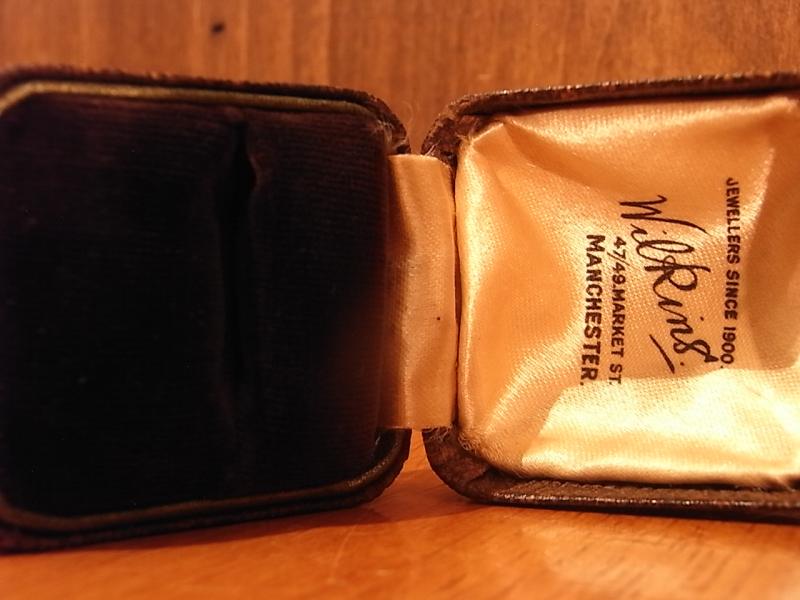 JEWELLERS SINCE 1900.
Wilkins
47/49.MARKET ST.
MANCHESTER.